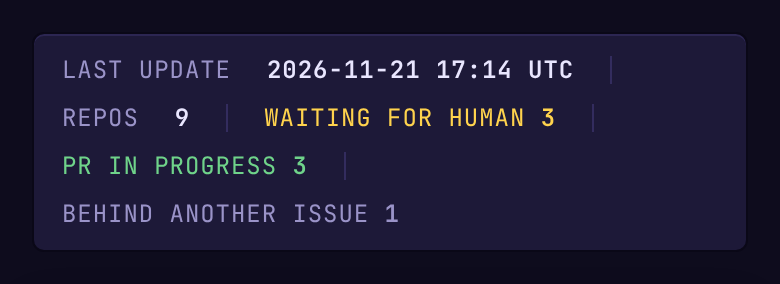 LAST UPDATE 2026-11-21 17:14 UTC
REPOS 9 WAITING FOR HUMAN 3
PR IN PROGRESS 3
BEHIND ANOTHER ISSUE 1